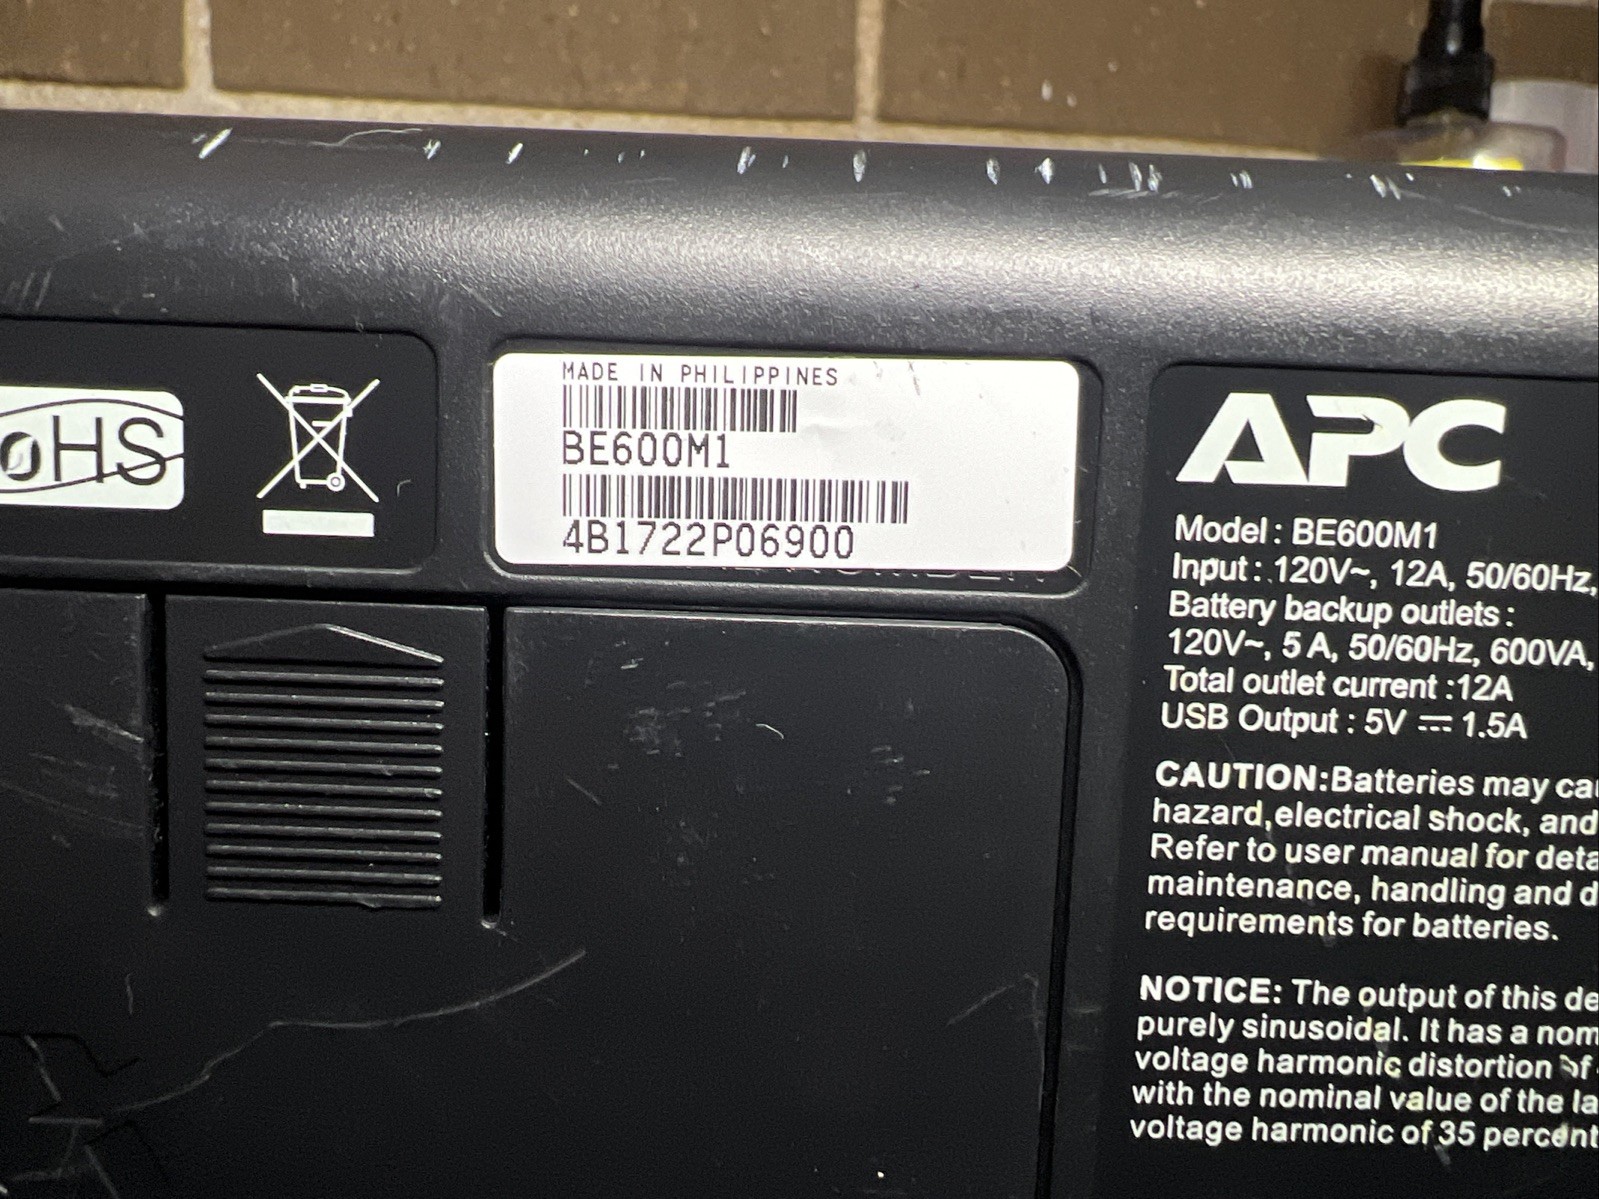 oHS
MADE IN PHILIPPINES
BE600M1
4B1722P06900
APC
Model : BE600M1
Input : 120V~, 12A, 50/60Hz,
Battery backup outlets :
120V~, 5 A, 50/60Hz, 600VA,
Total outlet current :12A
USB Output : 5V ⎓ 1.5A
CAUTION:Batteries may
hazard,electrical shock, and
Refer to user manual for
maintenance, handling and
requirements for batteries.
NOTICE: The output of this
purely sinusoidal. It has a
voltage harmonic distortion of
with the nominal value of the
voltage harmonic of 35 percent